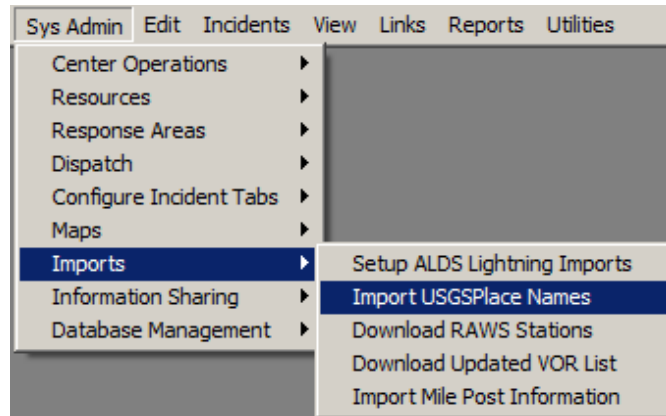 Sys Admin Edit Incidents View Links Reports Utilities
Center Operations
Resources
Response Areas
Dispatch
Configure Incident Tabs
Maps
Imports
Information Sharing
Database Management
Setup ALDS Lightning Imports
Import USGSPlace Names
Download RAWS Stations
Download Updated VOR List
Import Mile Post Information